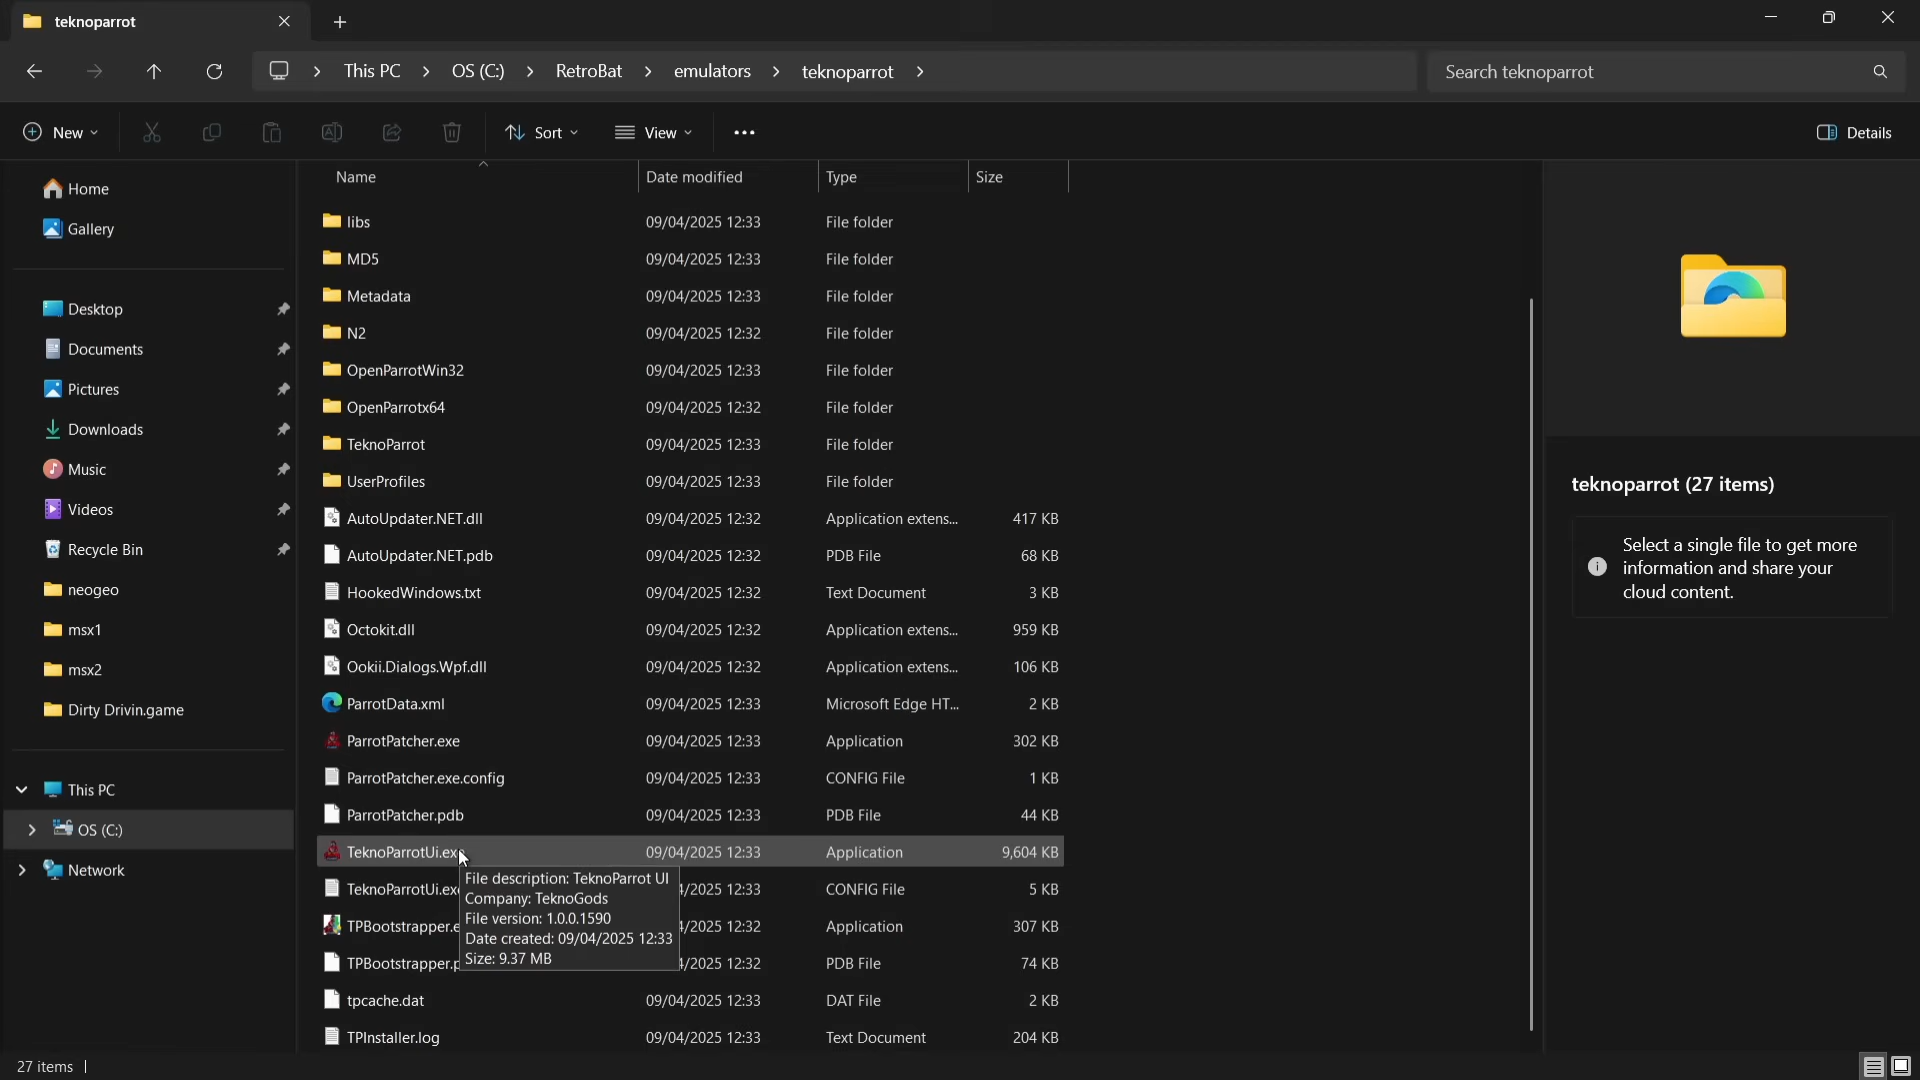 teknoparrot
This PC
OS (C:)
RetroBat
emulators
teknoparrot
Search teknoparrot
New
Sort
View
Details
Home
Gallery
Desktop
Documents
Pictures
Downloads
Music
Videos
Recycle Bin
neogeo
msx1
msx2
Dirty Drivin.game
This PC
OS (C:)
Network
Name Date modified Type Size
libs 09/04/2025 12:33 File folder
MD5 09/04/2025 12:33 File folder
Metadata 09/04/2025 12:33 File folder
N2 09/04/2025 12:32 File folder
OpenParrotWin32 09/04/2025 12:33 File folder
OpenParrotx64 09/04/2025 12:32 File folder
TeknoParrot 09/04/2025 12:33 File folder
UserProfiles 09/04/2025 12:33 File folder
AutoUpdater.NET.dll 09/04/2025 12:32 Application extens... 417 KB
AutoUpdater.NET.pdb 09/04/2025 12:32 PDB File 68 KB
HookedWindows.txt 09/04/2025 12:32 Text Document 3 KB
Octokit.dll 09/04/2025 12:32 Application extens... 959 KB
Ookii.Dialogs.Wpf.dll 09/04/2025 12:32 Application extens... 106 KB
ParrotData.xml 09/04/2025 12:33 Microsoft Edge HT... 2 KB
ParrotPatcher.exe 09/04/2025 12:33 Application 302 KB
ParrotPatcher.exe.config 09/04/2025 12:33 CONFIG File 1 KB
ParrotPatcher.pdb 09/04/2025 12:33 PDB File 44 KB
TeknoParrotUi.exe 09/04/2025 12:33 Application 9,604 KB
TeknoParrotUi.ex 4/2025 12:33 CONFIG File 5 KB
TPBootstrapper.e 4/2025 12:32 Application 307 KB
TPBootstrapper.p 4/2025 12:32 PDB File 74 KB
tpcache.dat 09/04/2025 12:33 DAT File 2 KB
TPInstaller.log 09/04/2025 12:33 Text Document 204 KB
File description: TeknoParrot UI
Company: TeknoGods
File version: 1.0.0.1590
Date created: 09/04/2025 12:33
Size: 9.37 MB
teknoparrot (27 items)
Select a single file to get more
information and share your
cloud content.
27 items